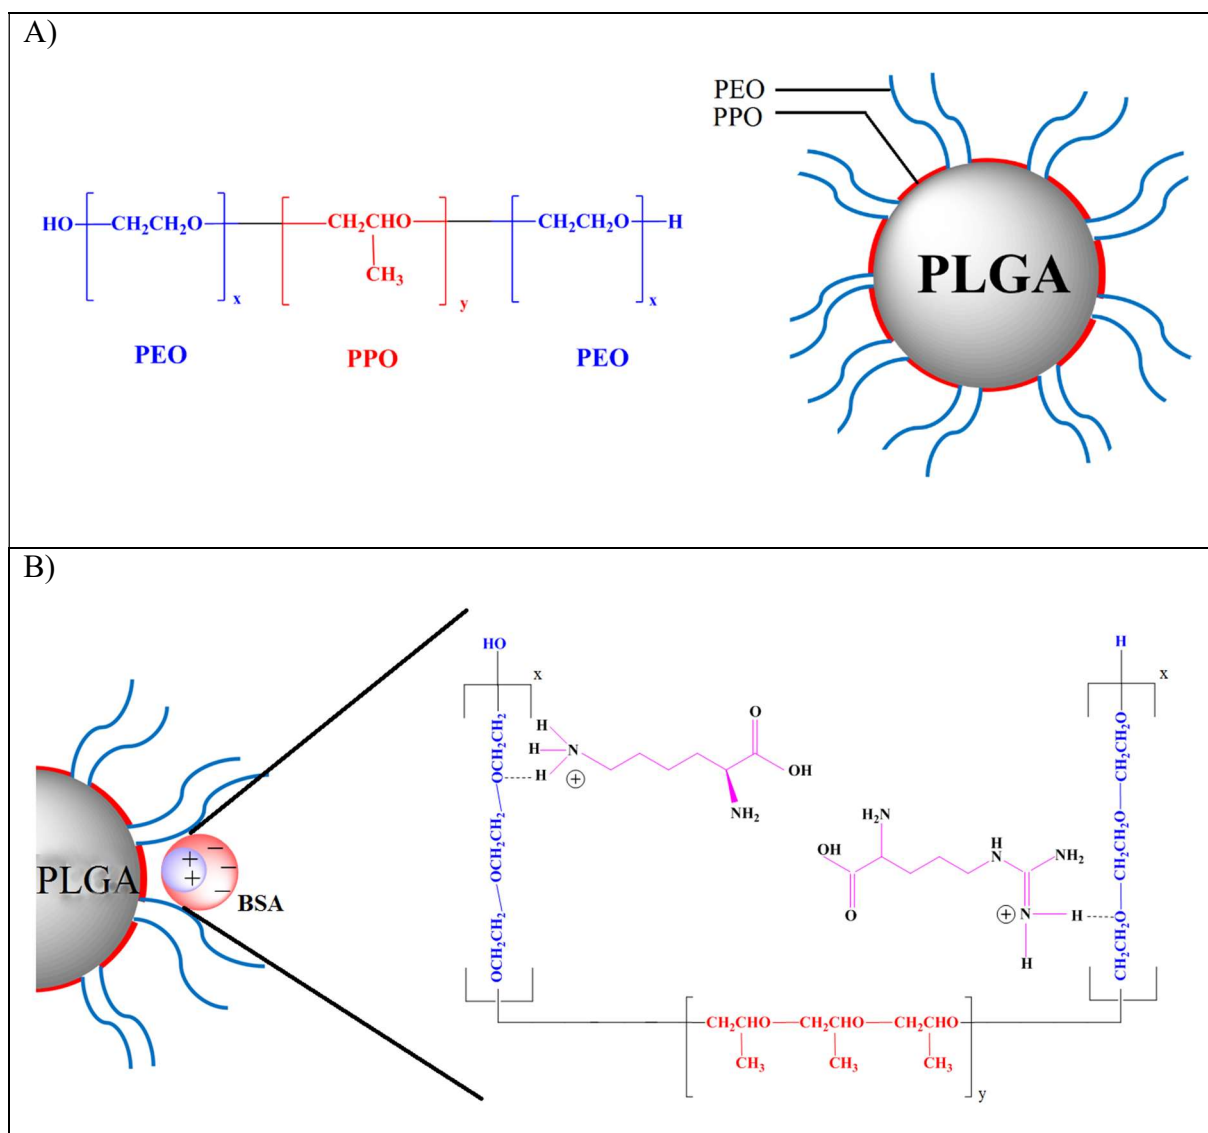 A)
PEO
PPO
HO
CH₂CH₂O
x
CH₂CHO
CH₃
y
CH₂CH₂O
H
x
PEO
PPO
PEO
PLGA
B)
HO
x
OCH₂CH₂
OCH₂CH₂
OCH₂CH₂
H
H
H
N
+
O
OH
NH₂
H
x
CH₂CH₂O
CH₂CH₂O
CH₂CH₂O
H₂N
OH
O
H
N
NH₂
+
N
H
H
PLGA
+
+
−
−
−
BSA
CH₂CHO
CH₂CHO
CH₂CHO
CH₃
CH₃
CH₃
y